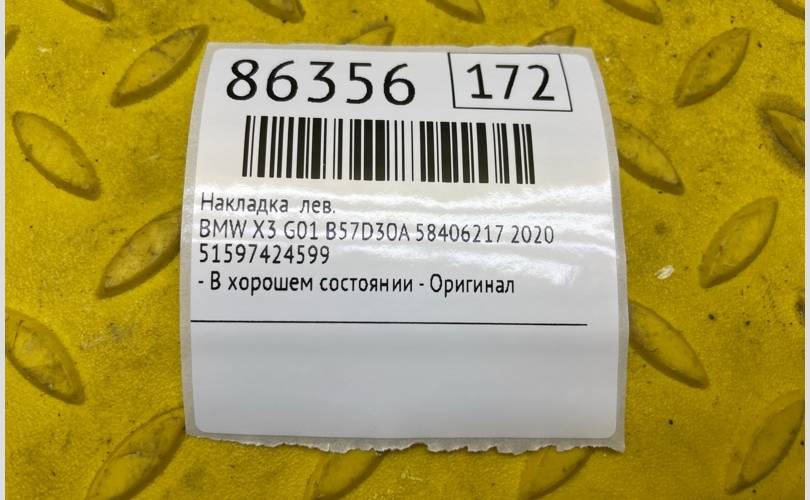 86356 172
Накладка лев.
BMW X3 G01 B57D30A 58406217 2020
51597424599
- В хорошем состоянии - Оригинал